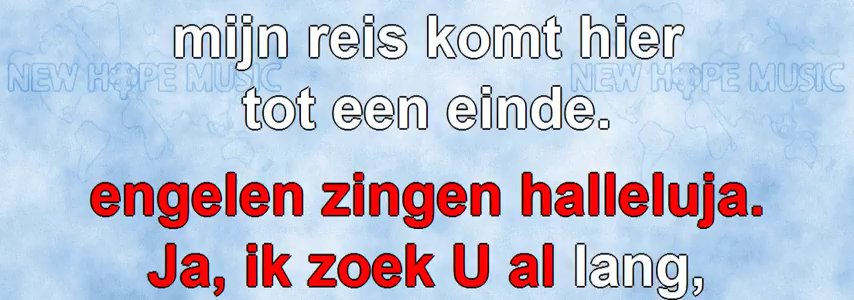 mijn reis komt hier
NEW HOPE MUSIC NEW HOPE MUSIC
tot een einde.
engelen zingen halleluja.
Ja, ik zoek U al lang,